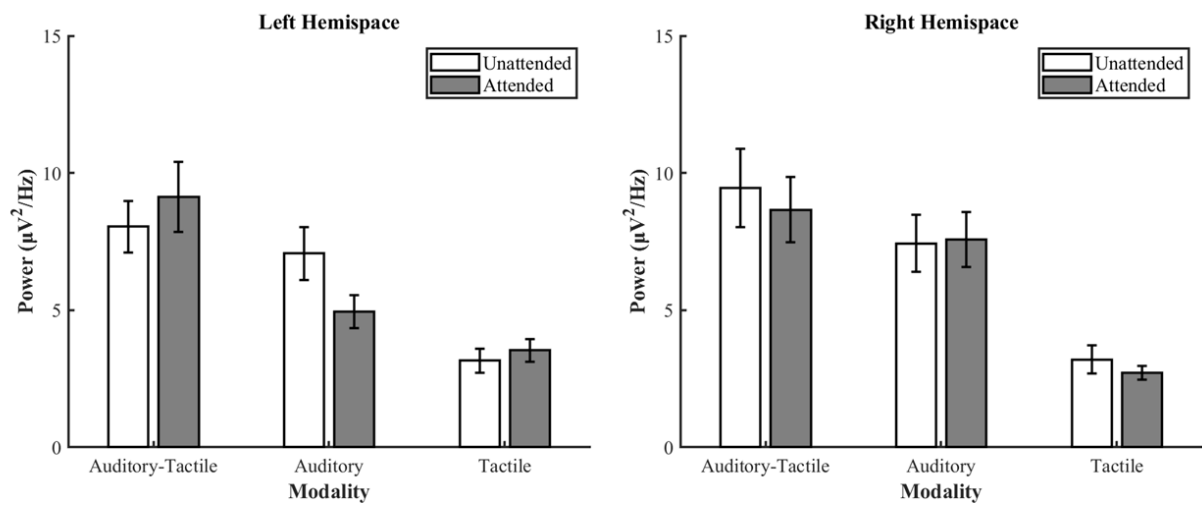 Left Hemispace
15
10
5
0
Power (µV²/Hz)
Unattended
Attended
Auditory-Tactile
Auditory
Tactile
Modality
Right Hemispace
15
10
5
0
Power (µV²/Hz)
Unattended
Attended
Auditory-Tactile
Auditory
Tactile
Modality